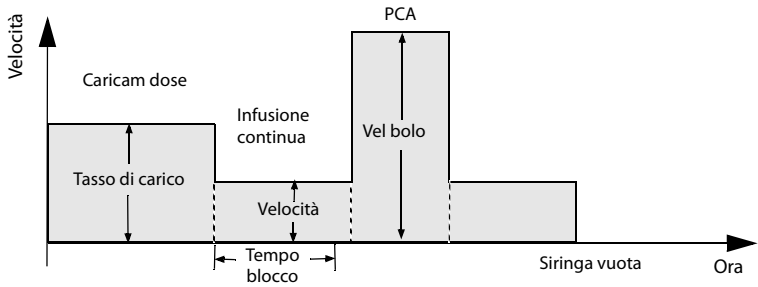 PCA
Velocità
Caricam dose
Infusione
continua
Vel bolo
Tasso di carico
Velocità
Tempo
blocco
Siringa vuota
Ora